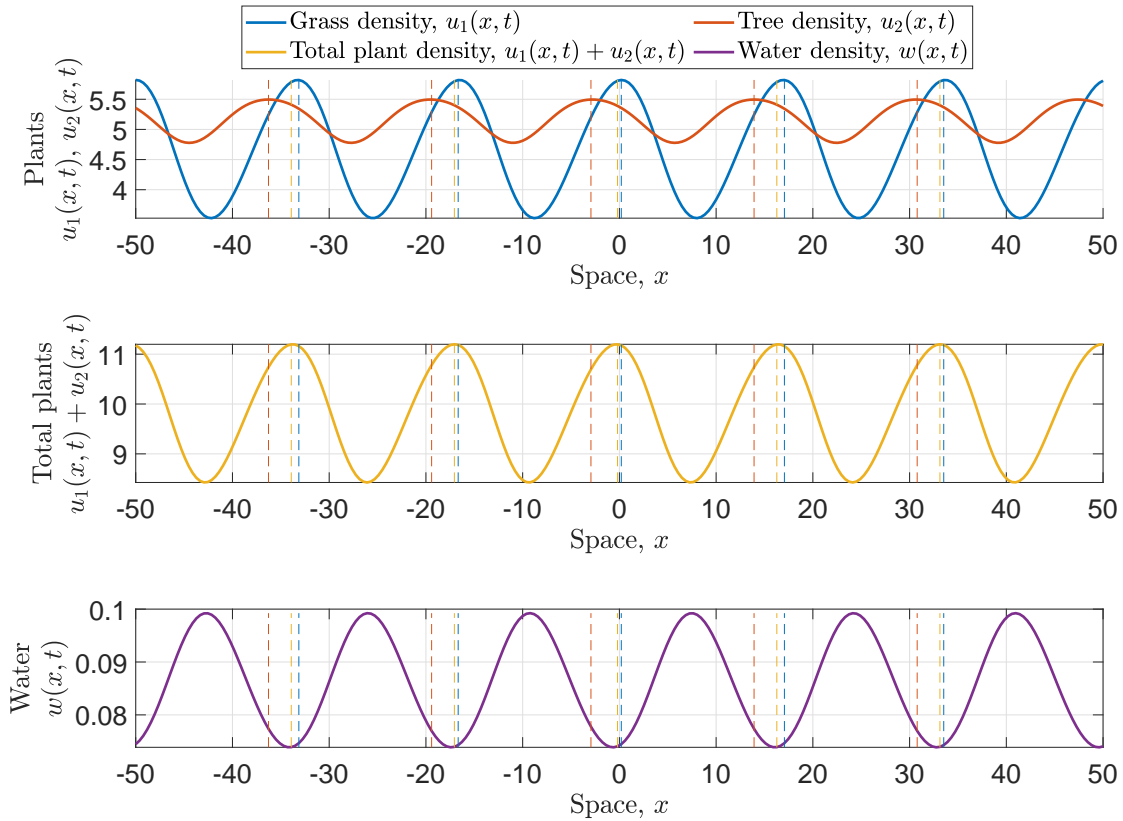 Grass density, u₁(x, t)
Tree density, u₂(x, t)
Total plant density, u₁(x, t) + u₂(x, t)
Water density, w(x, t)
Plants
u₁(x, t), u₂(x, t)
5.5
5
4.5
4
-50 -40 -30 -20 -10 0 10 20 30 40 50
Space, x
Total plants
u₁(x, t) + u₂(x, t)
11
10
9
-50 -40 -30 -20 -10 0 10 20 30 40 50
Space, x
Water
w(x, t)
0.1
0.09
0.08
-50 -40 -30 -20 -10 0 10 20 30 40 50
Space, x